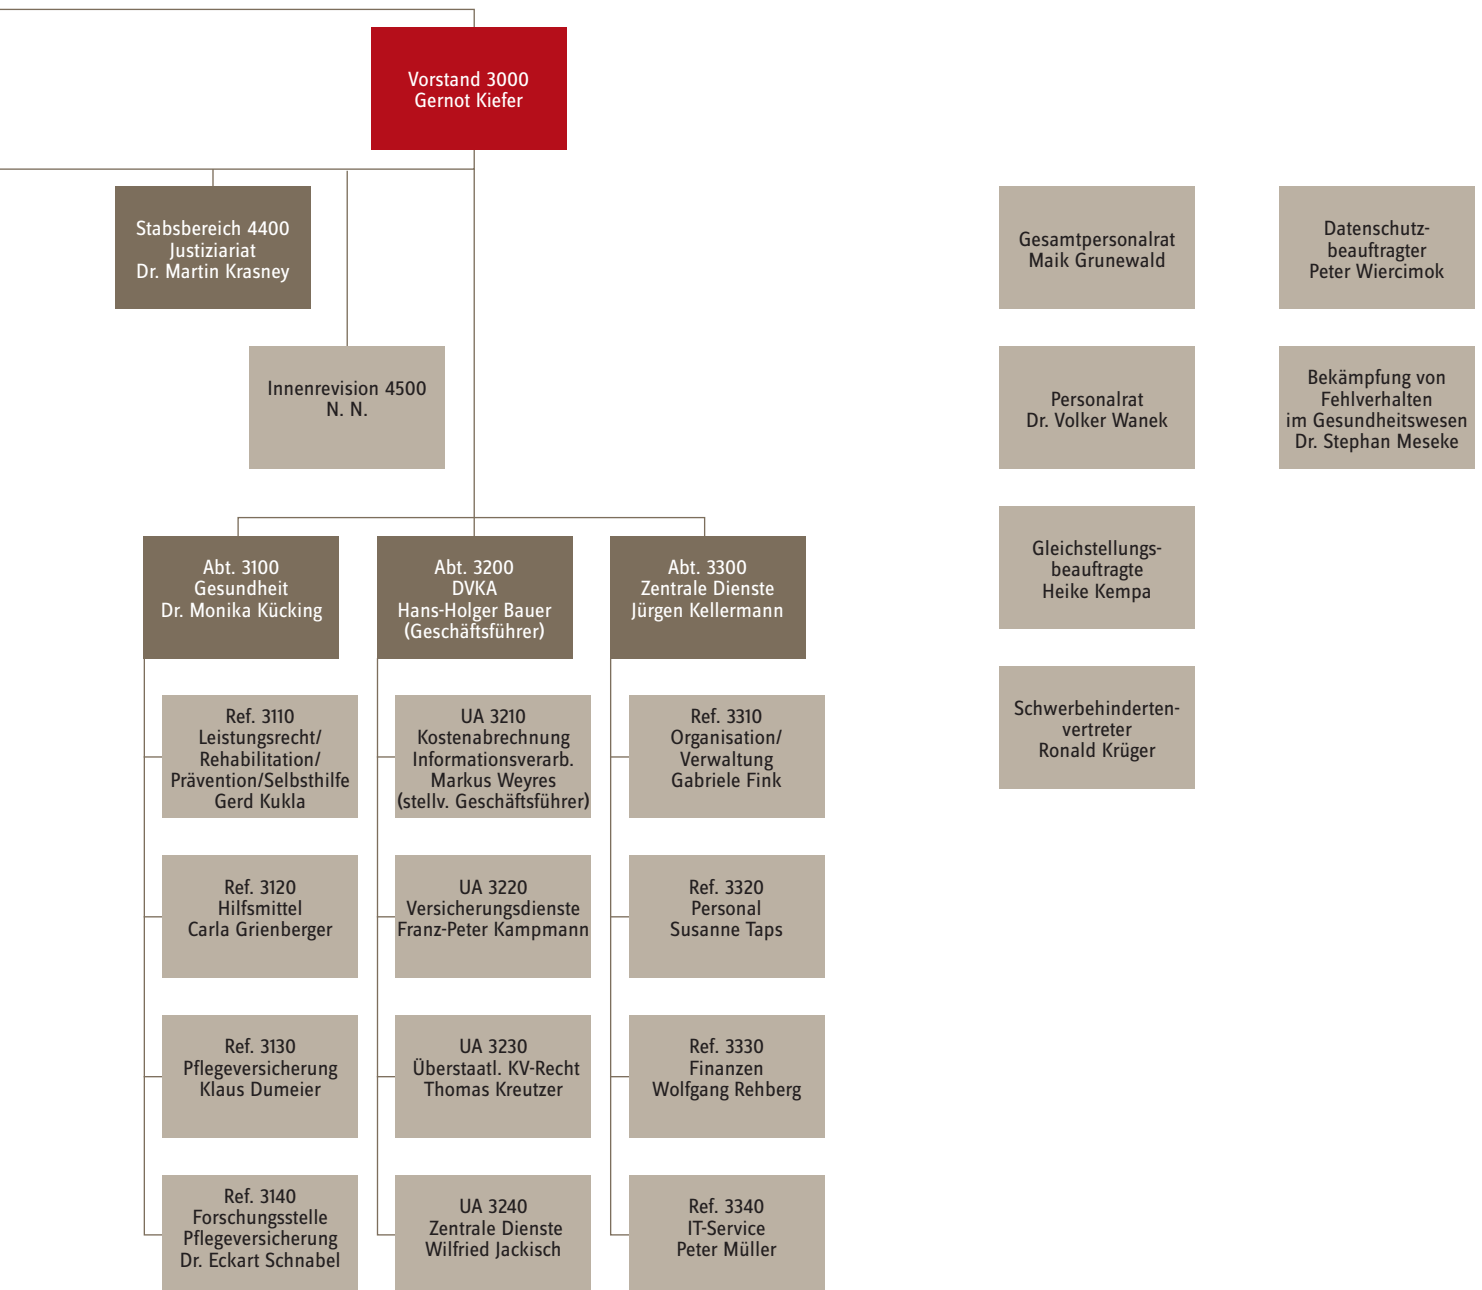 Vorstand 3000
Gernot Kiefer
Stabsbereich 4400
Justiziariat
Dr. Martin Krasney
Innenrevision 4500
N. N.
Abt. 3100
Gesundheit
Dr. Monika Kücking
Ref. 3110
Leistungsrecht/
Rehabilitation/
Prävention/Selbsthilfe
Gerd Kukla
Ref. 3120
Hilfsmittel
Carla Grienberger
Ref. 3130
Pflegeversicherung
Klaus Dumeier
Ref. 3140
Forschungsstelle
Pflegeversicherung
Dr. Eckart Schnabel
Abt. 3200
DVKA
Hans-Holger Bauer
(Geschäftsführer)
UA 3210
Kostenabrechnung
Informationsverarb.
Markus Weyres
(stellv. Geschäftsführer)
UA 3220
Versicherungsdienste
Franz-Peter Kampmann
UA 3230
Überstaatl. KV-Recht
Thomas Kreutzer
UA 3240
Zentrale Dienste
Wilfried Jackisch
Abt. 3300
Zentrale Dienste
Jürgen Kellermann
Ref. 3310
Organisation/
Verwaltung
Gabriele Fink
Ref. 3320
Personal
Susanne Taps
Ref. 3330
Finanzen
Wolfgang Rehberg
Ref. 3340
IT-Service
Peter Müller
Gesamtpersonalrat
Maik Grunewald
Personalrat
Dr. Volker Wanek
Gleichstellungs-
beauftragte
Heike Kempa
Schwerbehinderten-
vertreter
Ronald Krüger
Datenschutz-
beauftragter
Peter Wiercimok
Bekämpfung von
Fehlverhalten
im Gesundheitswesen
Dr. Stephan Meseke